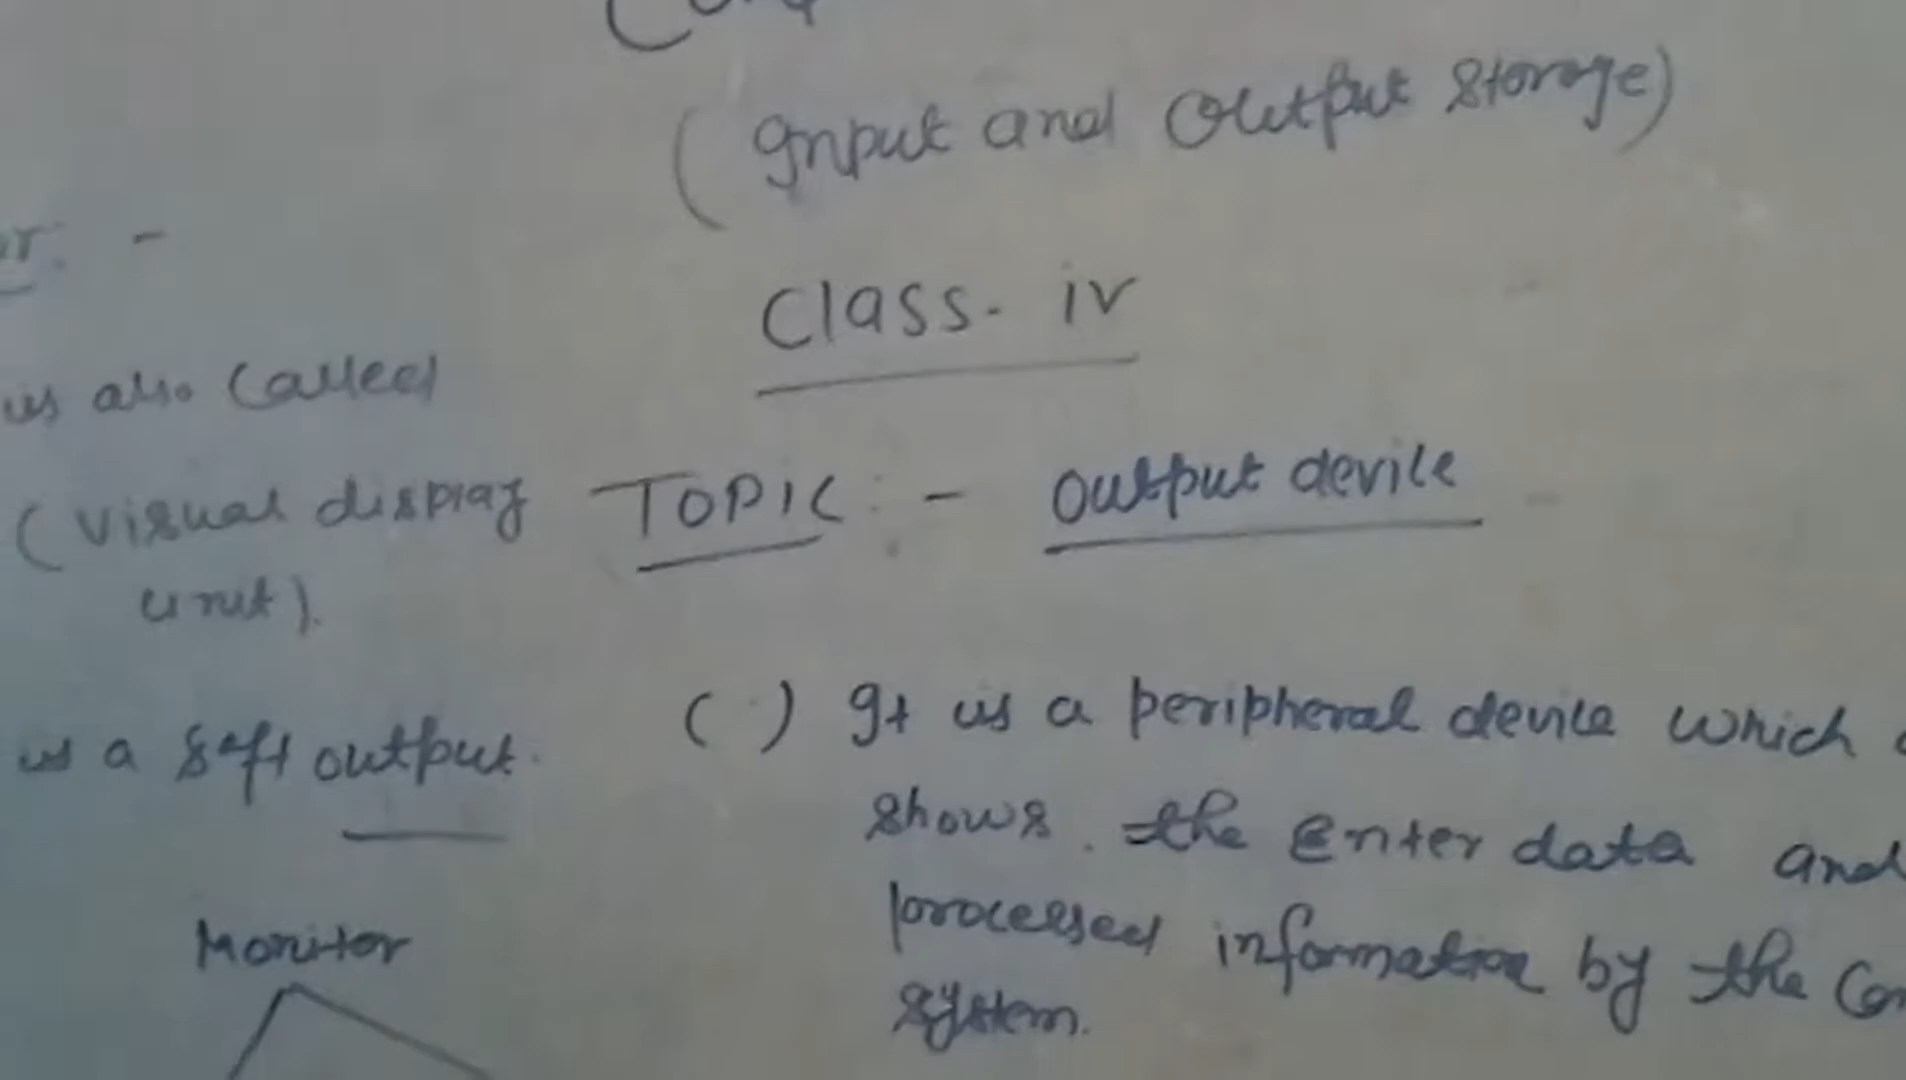 (Input and Output Storage)
Class. iv
TOPIC :- Output device
( ) It is a peripheral device which
shows the Enter data and
processed information by the
system.
is also called
(visual display
unit).
is a soft output.
Monitor